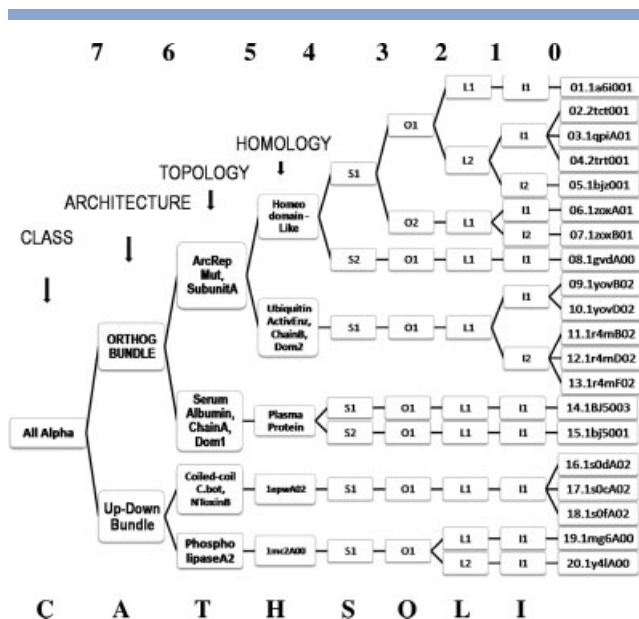 7 6 5 4 3 2 1 0
CLASS
ARCHITECTURE
TOPOLOGY
HOMOLOGY
All Alpha
ORTHOG
BUNDLE
Up-Down
Bundle
ArcRep
Mut,
SubunitA
Serum
Albumin,
ChainA,
Dom1
Coiled-coil
C.bot,
NToxinB
Phospho
lipaseA2
Homeo
domain-
Like
Ubiquitin
ActivEnz,
ChainB,
Dom2
Plasma
Protein
1epwA02
1mc2A00
S1
S2
S1
S1
S2
S1
S1
O1
O2
O1
O1
O1
O1
O1
O1
L1
L2
L1
L1
L1
L1
L1
L1
L1
L2
I1
I1
I2
I1
I2
I1
I1
I2
I1
I1
I1
I1
I1
01.1a6i001
02.2tct001
03.1qpiA01
04.2trt001
05.1bjz001
06.1zoxA01
07.1zoxB01
08.1gvdA00
09.1yovB02
10.1yovD02
11.1r4mB02
12.1r4mD02
13.1r4mF02
14.1BJ5003
15.1bj5001
16.1s0dA02
17.1s0cA02
18.1s0fA02
19.1mg6A00
20.1y4lA00
C A T H S O L I